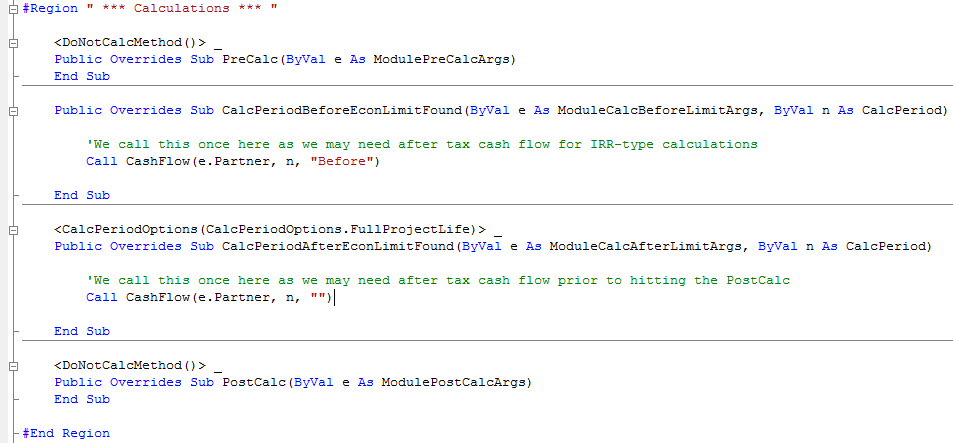 #Region " *** Calculations *** "
<DoNotCalcMethod()> _
Public Overrides Sub PreCalc(ByVal e As ModulePreCalcArgs)
End Sub
Public Overrides Sub CalcPeriodBeforeEconLimitFound(ByVal e As ModuleCalcBeforeLimitArgs, ByVal n As CalcPeriod)
'We call this once here as we may need after tax cash flow for IRR-type calculations
Call CashFlow(e.Partner, n, "Before")
End Sub
<CalcPeriodOptions(CalcPeriodOptions.FullProjectLife)> _
Public Overrides Sub CalcPeriodAfterEconLimitFound(ByVal e As ModuleCalcAfterLimitArgs, ByVal n As CalcPeriod)
'We call this once here as we may need after tax cash flow prior to hitting the PostCalc
Call CashFlow(e.Partner, n, "")
End Sub
<DoNotCalcMethod()> _
Public Overrides Sub PostCalc(ByVal e As ModulePostCalcArgs)
End Sub
#End Region